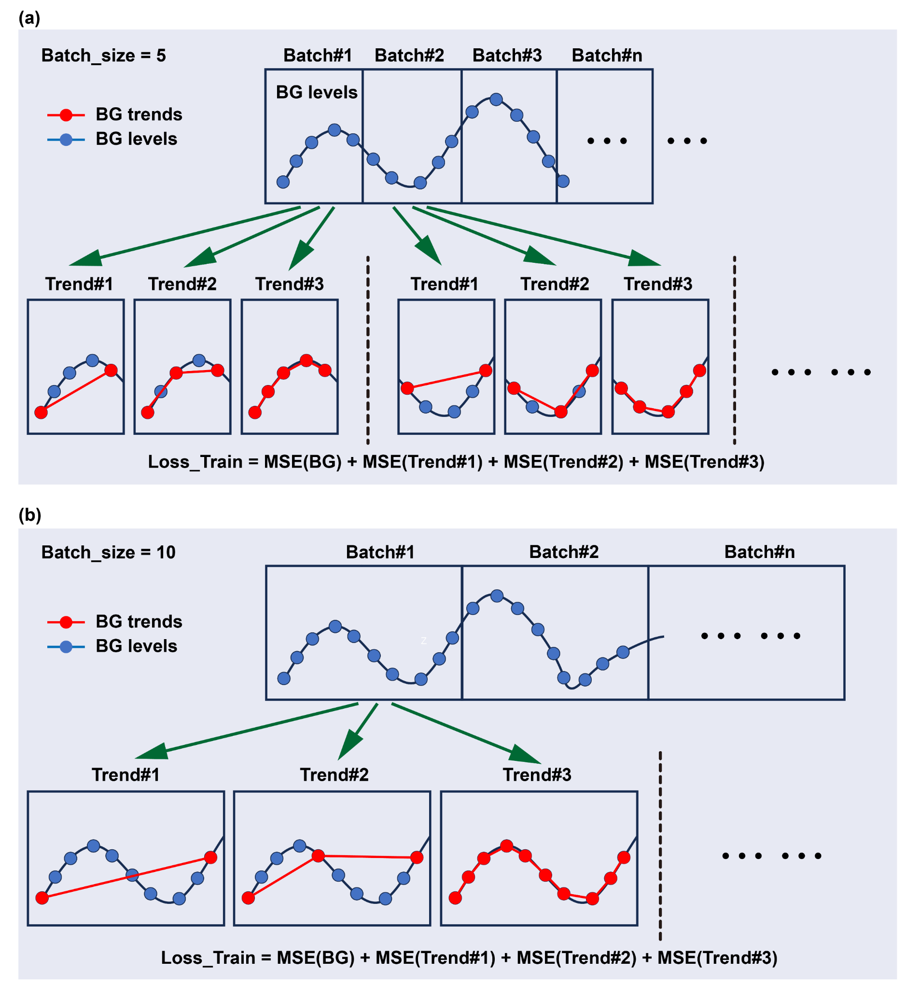 (a)
Batch_size = 5
Batch#1 Batch#2 Batch#3 Batch#n
BG levels
BG trends
BG levels
Trend#1 Trend#2 Trend#3 Trend#1 Trend#2 Trend#3
Loss_Train = MSE(BG) + MSE(Trend#1) + MSE(Trend#2) + MSE(Trend#3)
(b)
Batch_size = 10
Batch#1 Batch#2 Batch#n
BG trends
z
BG levels
Trend#1 Trend#2 Trend#3
Loss_Train = MSE(BG) + MSE(Trend#1) + MSE(Trend#2) + MSE(Trend#3)